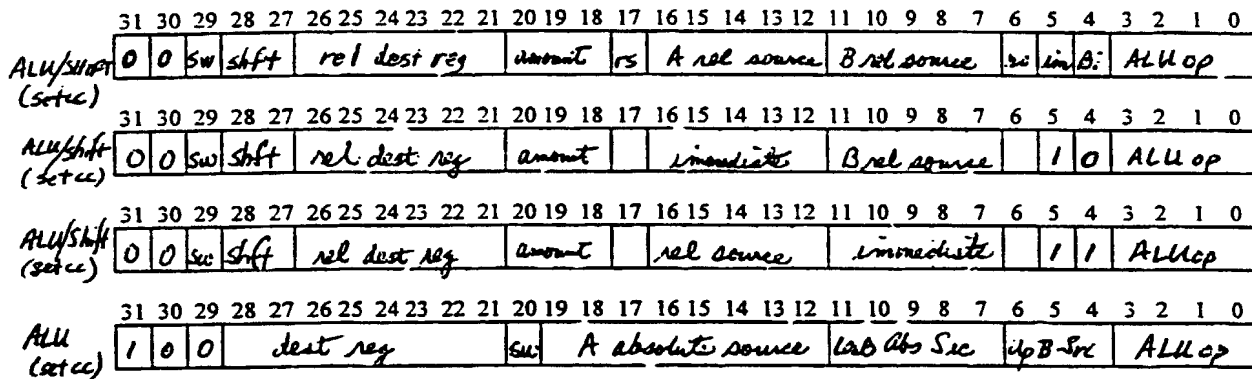 31 30 29 28 27 26 25 24 23 22 21 20 19 18 17 16 15 14 13 12 11 10 9 8 7 6 5 4 3 2 1 0
ALU/Shift 0 0 sw shft rel dest reg amount rs A rel source B rel source im Bi ALU op
(setcc)
31 30 29 28 27 26 25 24 23 22 21 20 19 18 17 16 15 14 13 12 11 10 9 8 7 6 5 4 3 2 1 0
ALU/Shift 0 0 sw shft rel dest reg amount immediate B rel source 1 0 ALU op
(setcc)
31 30 29 28 27 26 25 24 23 22 21 20 19 18 17 16 15 14 13 12 11 10 9 8 7 6 5 4 3 2 1 0
ALU/Shift 0 0 sw shft rel dest reg amount rel source immediate 1 1 ALU op
(setcc)
31 30 29 28 27 26 25 24 23 22 21 20 19 18 17 16 15 14 13 12 11 10 9 8 7 6 5 4 3 2 1 0
ALU 1 0 0 dest reg sw A absolute source B Abs Src B-Src ALU op
(setcc)